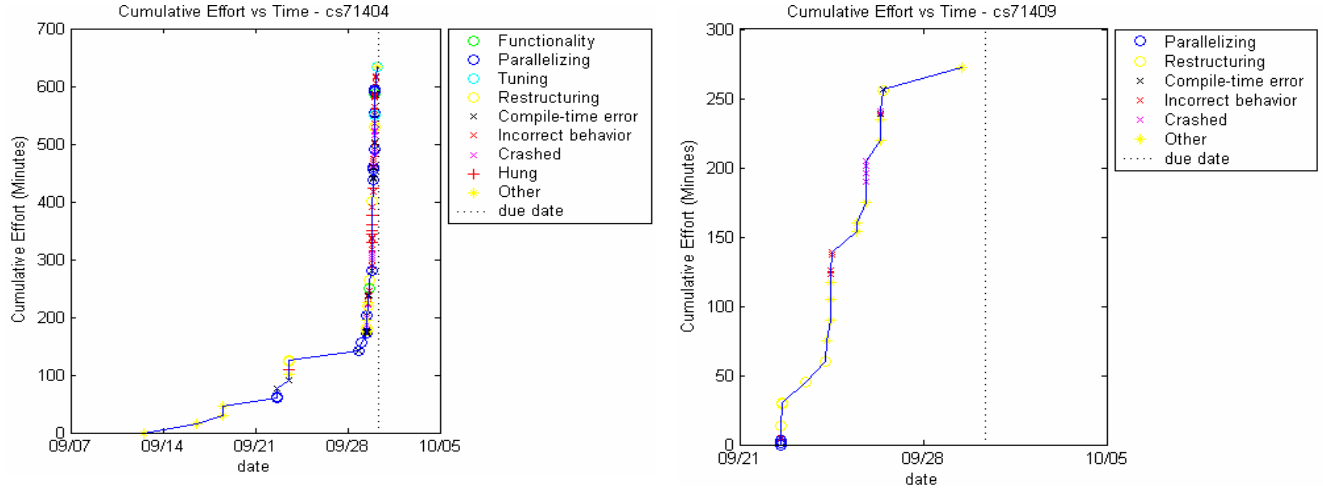 Cumulative Effort vs Time - cs71404
700
600
500
400
300
200
100
0
Cumulative Effort (Minutes)
09/07
09/14
09/21
09/28
10/05
date
Functionality
Parallelizing
Tuning
Restructuring
Compile-time error
Incorrect behavior
Crashed
Hung
Other
due date
Cumulative Effort vs Time - cs71409
300
250
200
150
100
50
0
Cumulative Effort (Minutes)
09/21
09/28
10/05
date
Parallelizing
Restructuring
Compile-time error
Incorrect behavior
Crashed
Other
due date